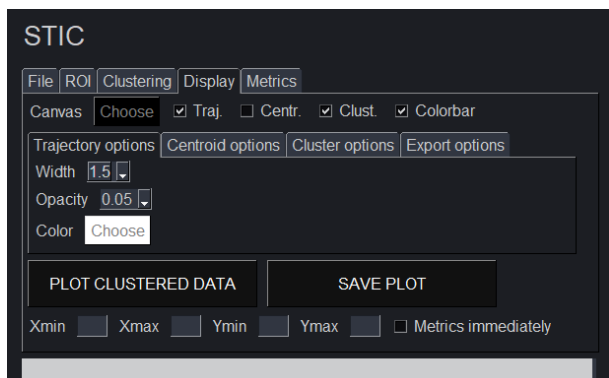 STIC
File ROI Clustering Display Metrics
Canvas Choose Traj. Centr. Clust. Colorbar
Trajectory options Centroid options Cluster options Export options
Width 1.5
Opacity 0.05
Color Choose
PLOT CLUSTERED DATA SAVE PLOT
Xmin Xmax Ymin Ymax Metrics immediately